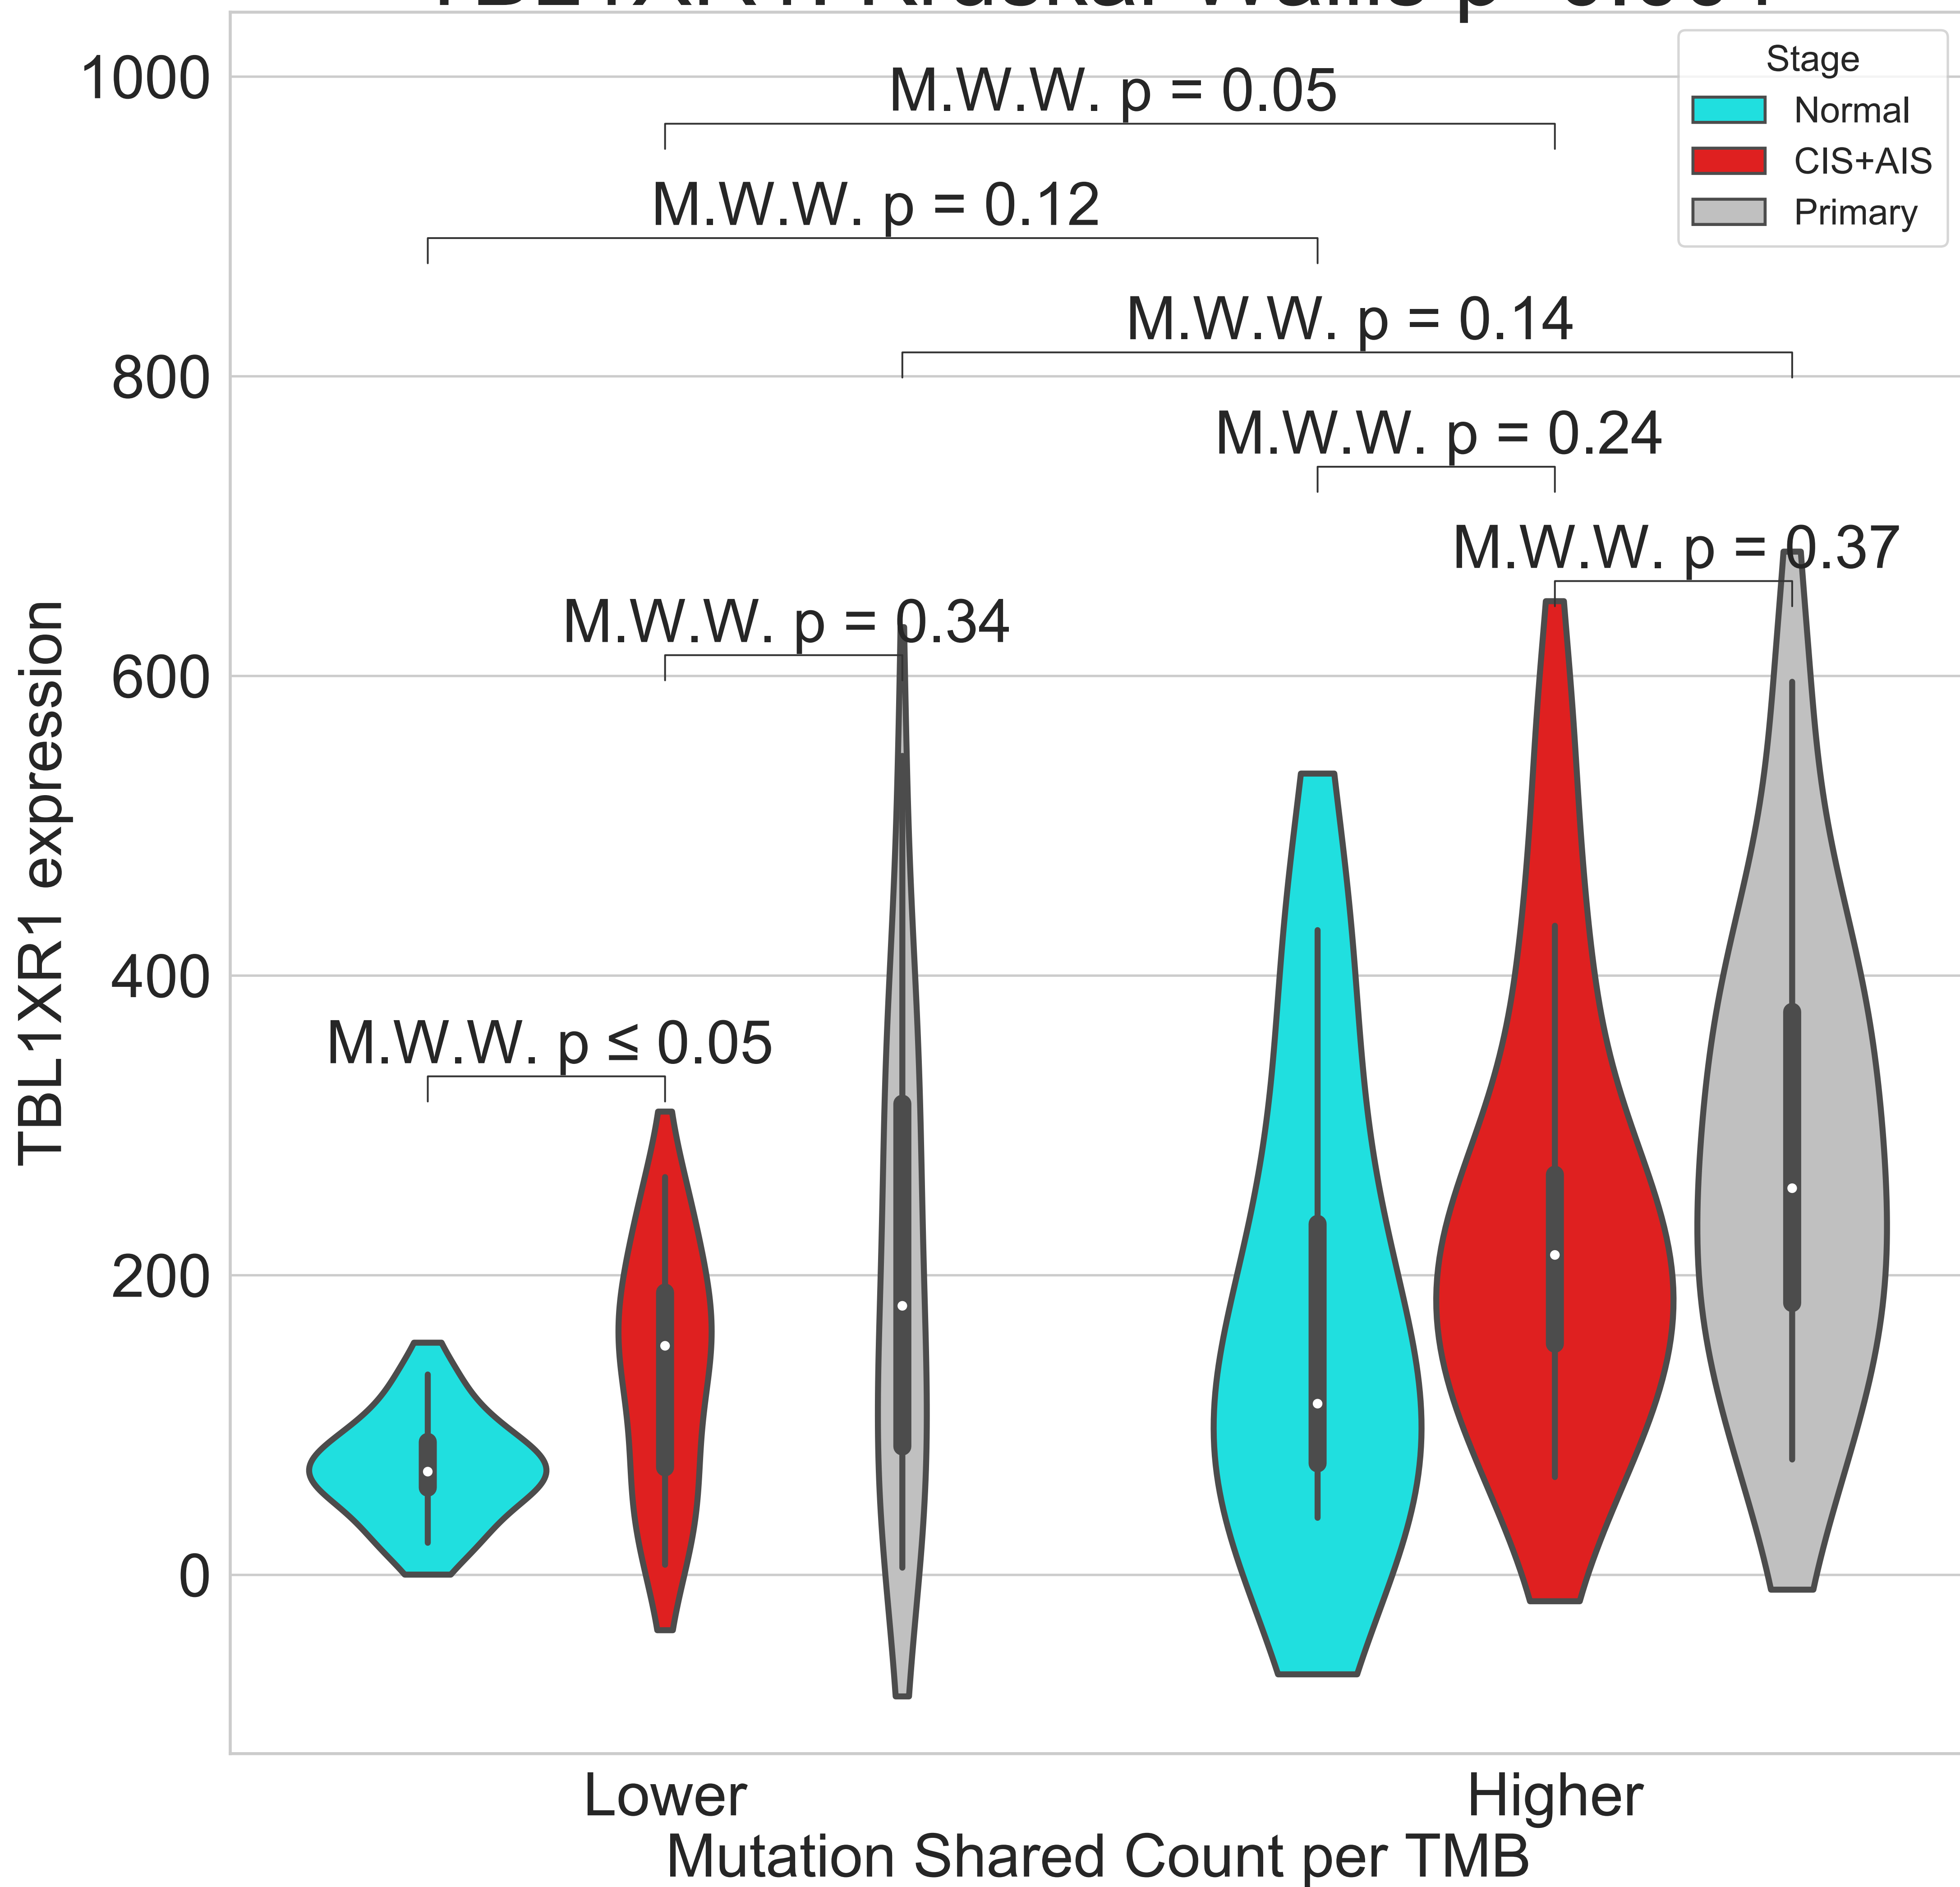 1000
800
600
400
200
0
TBL1XR1 expression
M.W.W. p = 0.05
M.W.W. p = 0.12
M.W.W. p = 0.14
M.W.W. p = 0.24
M.W.W. p = 0.37
M.W.W. p = 0.34
M.W.W. p ≤ 0.05
Stage
Normal
CIS+AIS
Primary
Lower
Higher
Mutation Shared Count per TMB